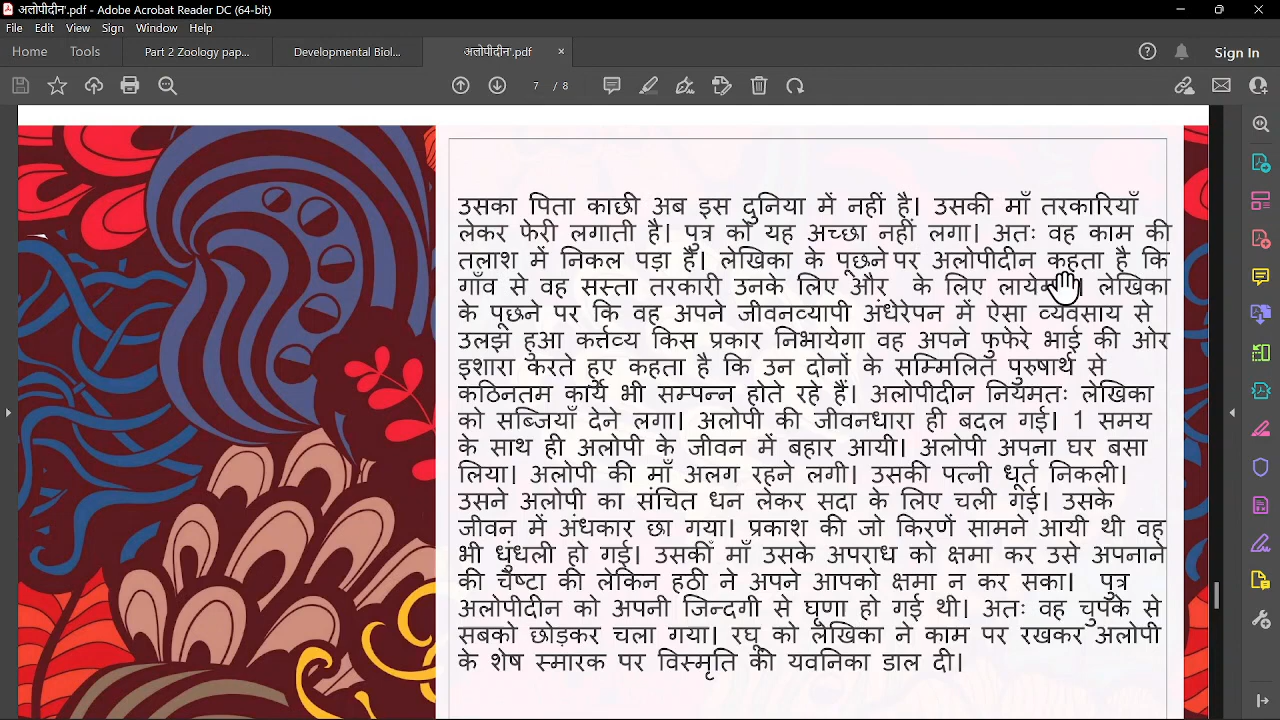 अलोपीदीन.pdf - Adobe Acrobat Reader DC (64-bit)
File Edit View Sign Window Help
Home Tools Part 2 Zoology pap... Developmental Biol... अलोपीदीन.pdf × Sign In
7 / 8
उसका पिता काछी अब इस दुनिया में नहीं है। उसकी माँ तरकारियाँ
लेकर फेरी लगाती है। पुत्र को यह अच्छा नहीं लगा। अतः वह काम की
तलाश में निकल पड़ा है। लेखिका के पूछने पर अलोपीदीन कहता है कि
गाँव से वह सस्ता तरकारी उनके लिए और के लिए लेखिका
के पूछने पर कि वह अपने जीवनव्यापी अंधेरेपन में ऐसा व्यवसाय से
उलझ हुआ कर्त्तव्य किस प्रकार निभायेगा वह अपने फुफेरे भाई की ओर
इशारा करते हुए कहता है कि उन दोनों के सम्मिलित पुरुषार्थ से
कठिनतम कार्य भी सम्पन्न होते रहे हैं। अलोपीदीन नियमतः लेखिका
को सब्जियाँ देने लगा। अलोपी की जीवनधारा ही बदल गई। 1 समय
के साथ ही अलोपी के जीवन में बहार आयी। अलोपी अपना घर बसा
लिया। अलोपी की माँ अलग रहने लगी। उसकी पत्नी धूर्त निकली।
उसने अलोपी का संचित धन लेकर सदा के लिए चली गई। उसके
जीवन में अंधकार छा गया। प्रकाश की जो किरणें सामने आयी थी वह
भी धुंधली हो गई। उसकी माँ उसके अपराध को क्षमा कर उसे अपनाने
की चेष्टा की लेकिन हठी ने अपने आपको क्षमा न कर सका। पुत्र
अलोपीदीन को अपनी जिन्दगी से घृणा हो गई थी। अतः वह चुपके से
सबको छोड़कर चला गया। रघू को लेखिका ने काम पर रखकर अलोपी
के शेष स्मारक पर विस्मृति की यवनिका डाल दी।